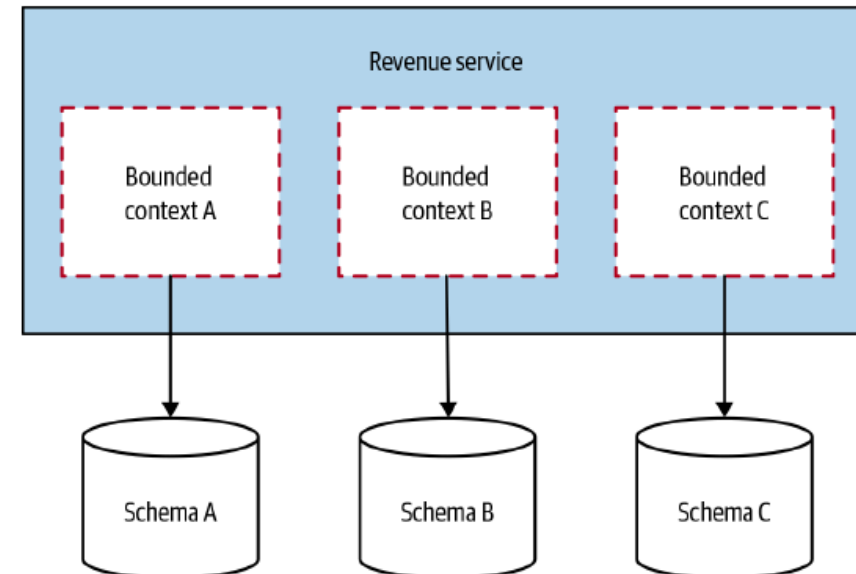 Revenue service
Bounded
context A
Bounded
context B
Bounded
context C
Schema A
Schema B
Schema C